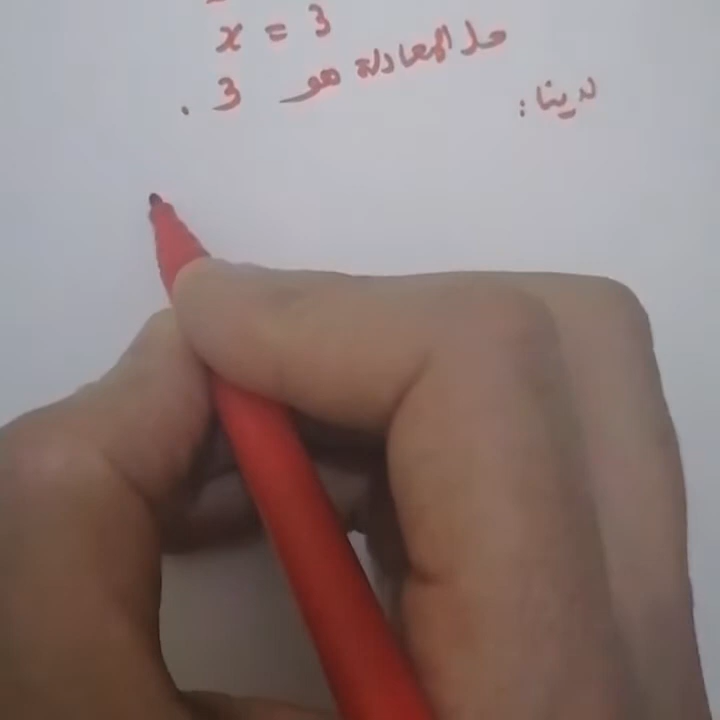 x = 3
حل المعادلة هو 3 .
لدينا :